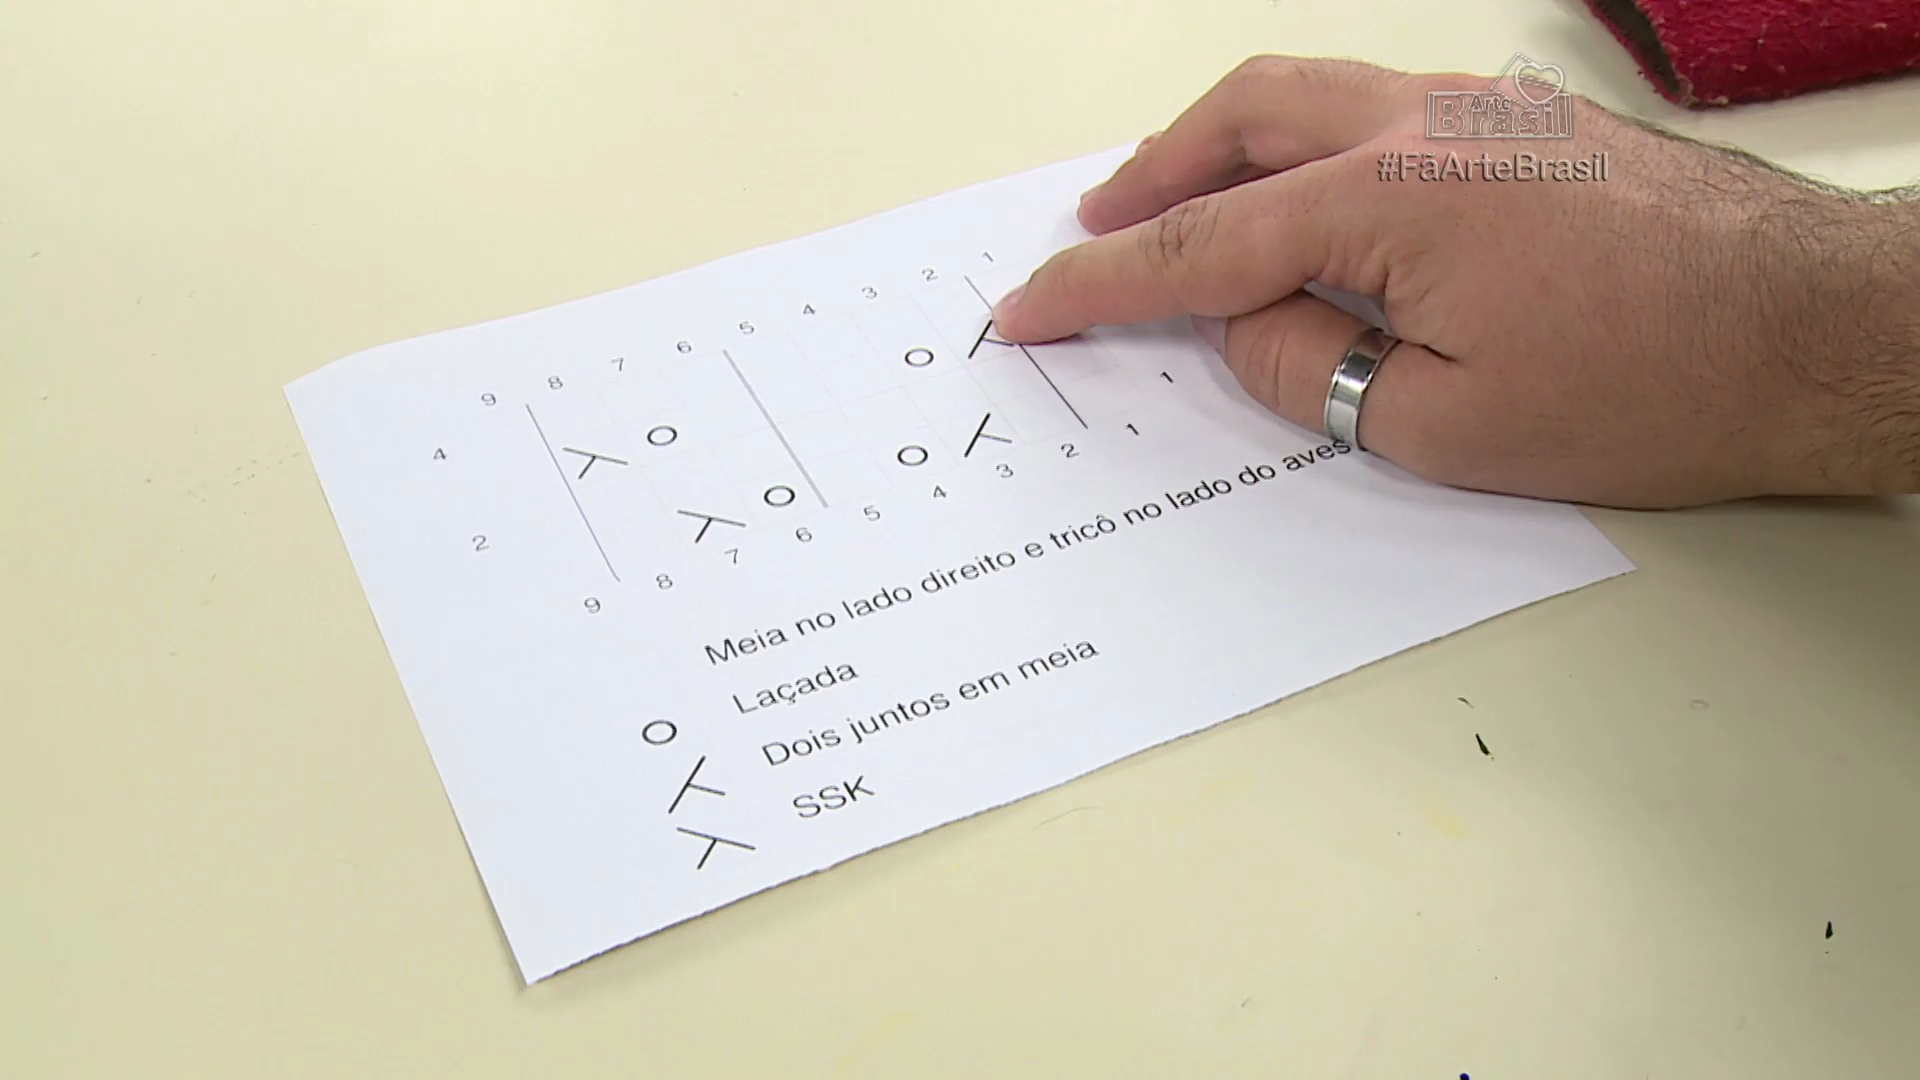 Arte
Brasil
#FãArteBrasil
9 8 7 6 5 4 3 2 1
4
2
1
9 8 7 6 5 4 3 2 1
Meia no lado direito e tricô no lado do aves
O Laçada
Dois juntos em meia
SSK